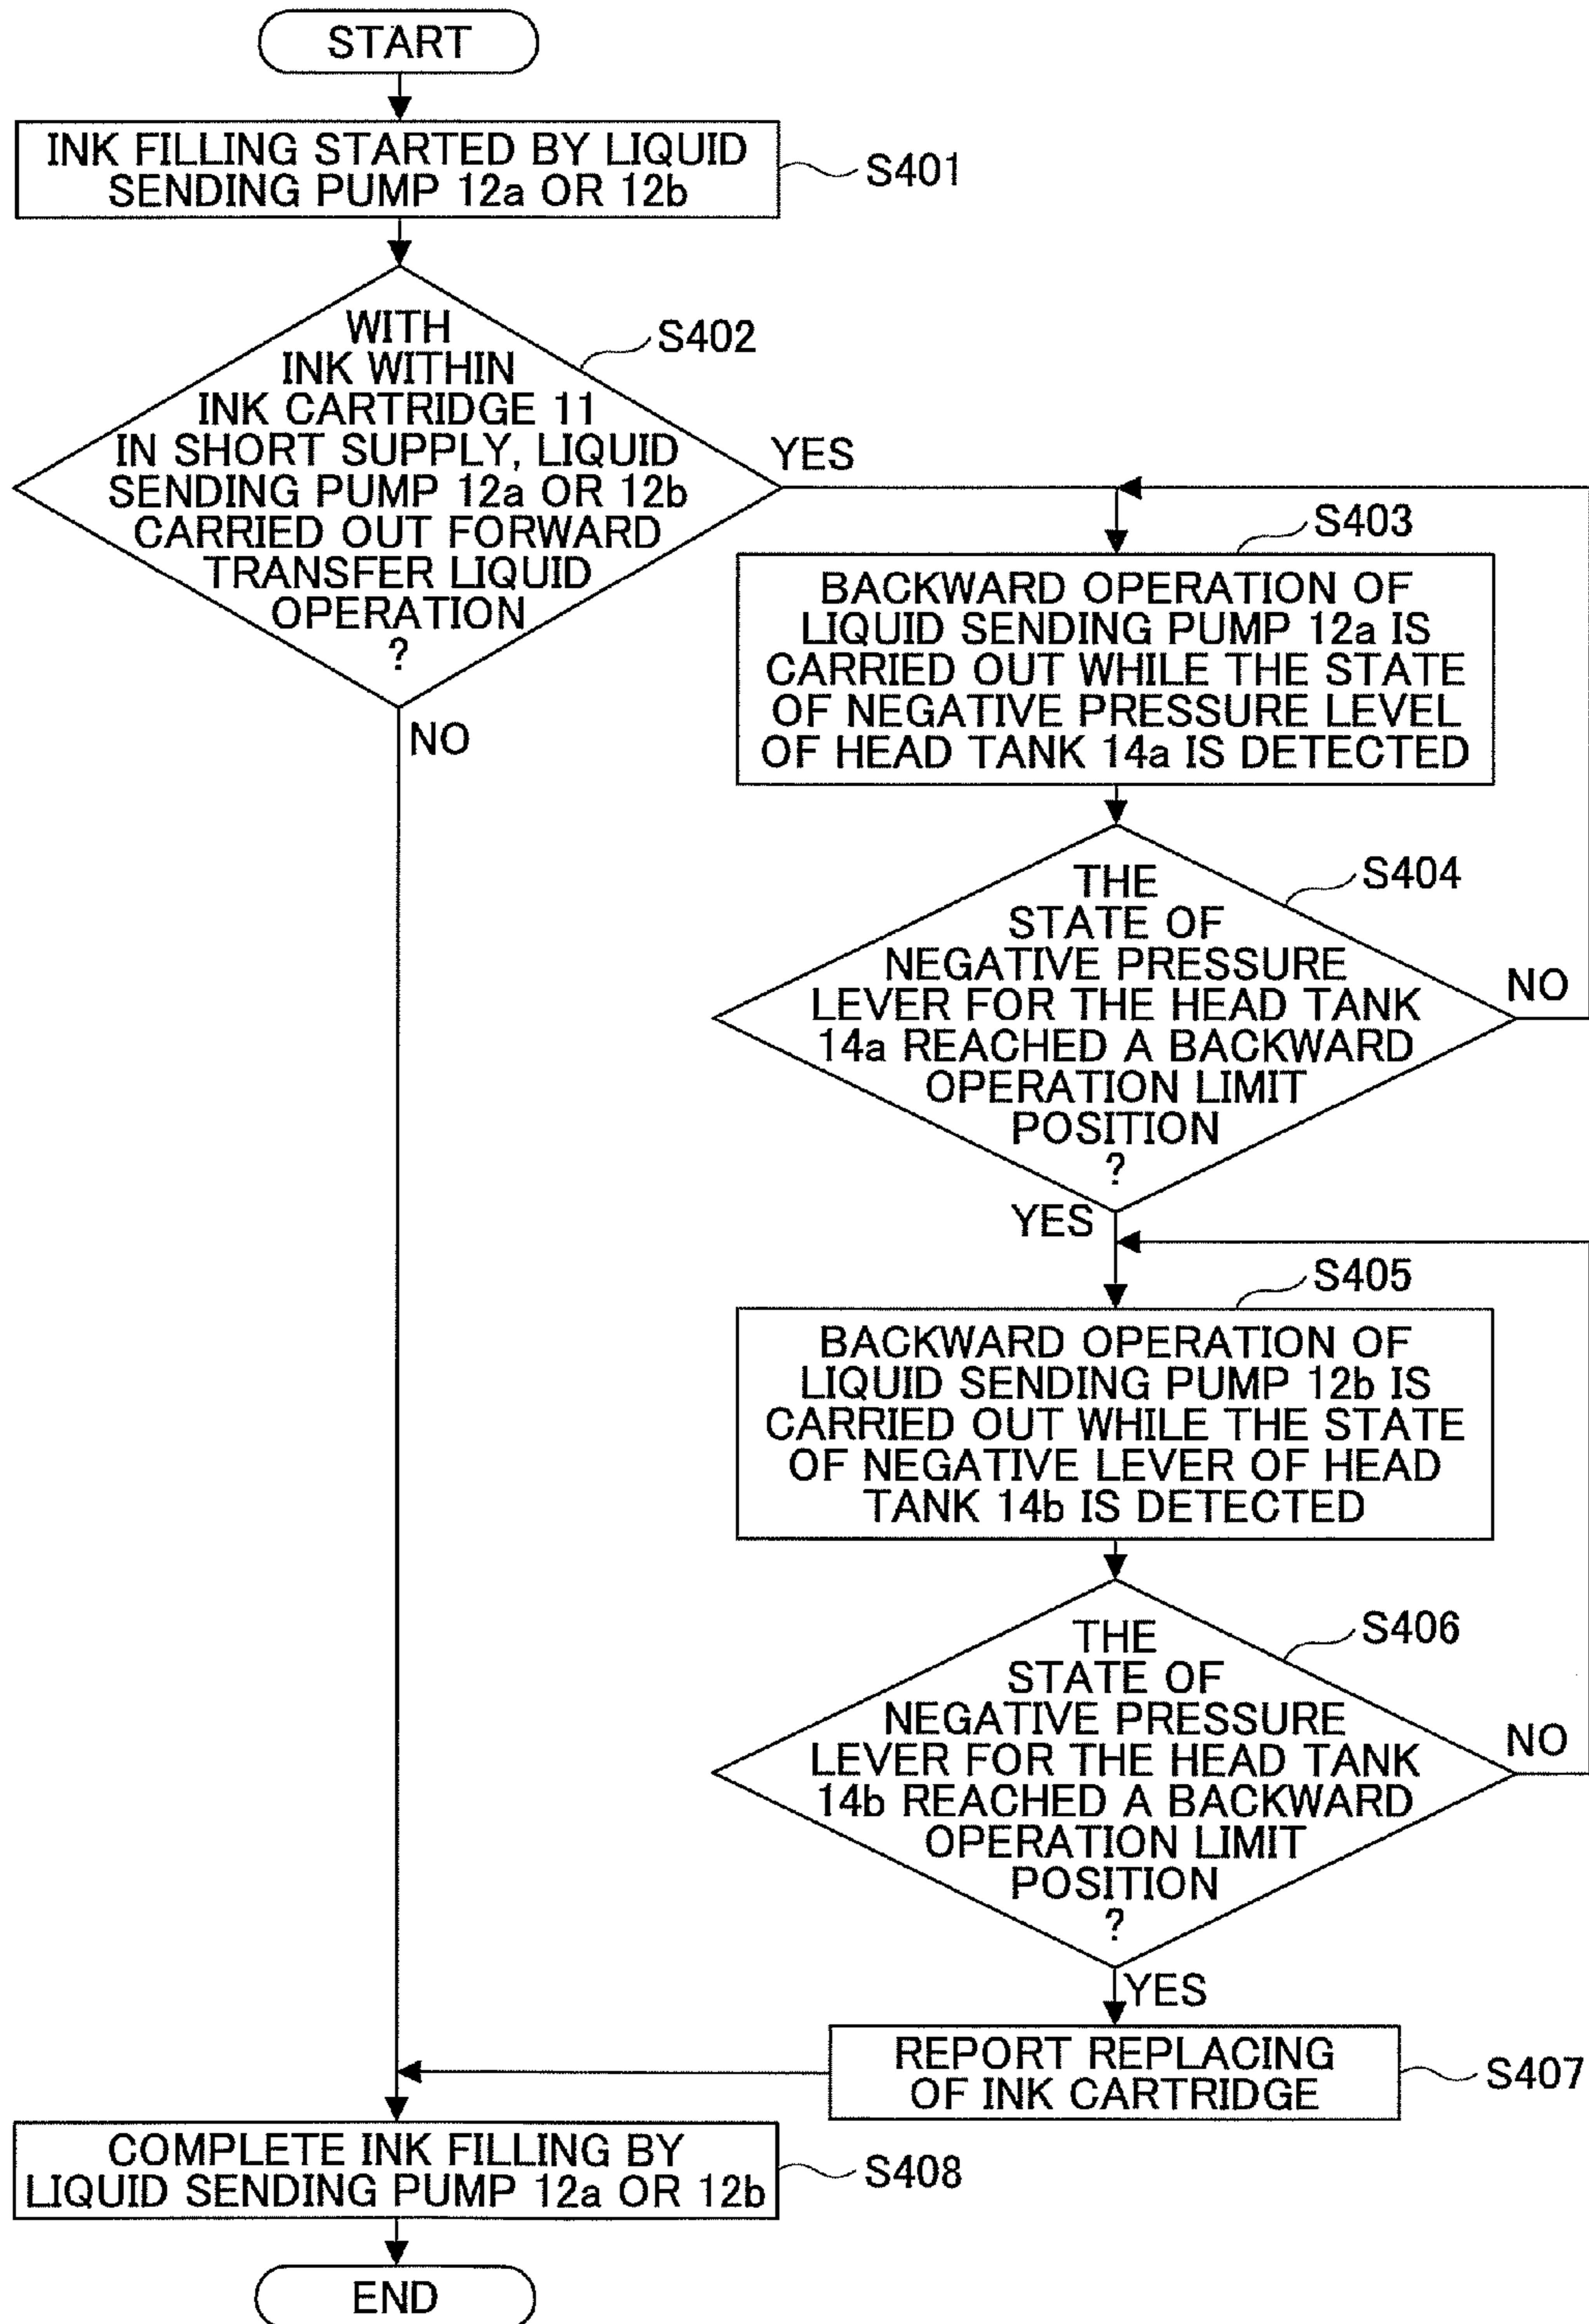 START
INK FILLING STARTED BY LIQUID
SENDING PUMP 12a OR 12b
S401
WITH
INK WITHIN
INK CARTRIDGE 11
IN SHORT SUPPLY, LIQUID
SENDING PUMP 12a OR 12b
CARRIED OUT FORWARD
TRANSFER LIQUID
OPERATION
?
S402
YES
NO
S403
BACKWARD OPERATION OF
LIQUID SENDING PUMP 12a IS
CARRIED OUT WHILE THE STATE
OF NEGATIVE PRESSURE LEVEL
OF HEAD TANK 14a IS DETECTED
S404
THE
STATE OF
NEGATIVE PRESSURE
LEVER FOR THE HEAD TANK
14a REACHED A BACKWARD
OPERATION LIMIT
POSITION
?
NO
YES
S405
BACKWARD OPERATION OF
LIQUID SENDING PUMP 12b IS
CARRIED OUT WHILE THE STATE
OF NEGATIVE LEVER OF HEAD
TANK 14b IS DETECTED
S406
THE
STATE OF
NEGATIVE PRESSURE
LEVER FOR THE HEAD TANK
14b REACHED A BACKWARD
OPERATION LIMIT
POSITION
?
NO
YES
REPORT REPLACING
OF INK CARTRIDGE
S407
COMPLETE INK FILLING BY
LIQUID SENDING PUMP 12a OR 12b
S408
END